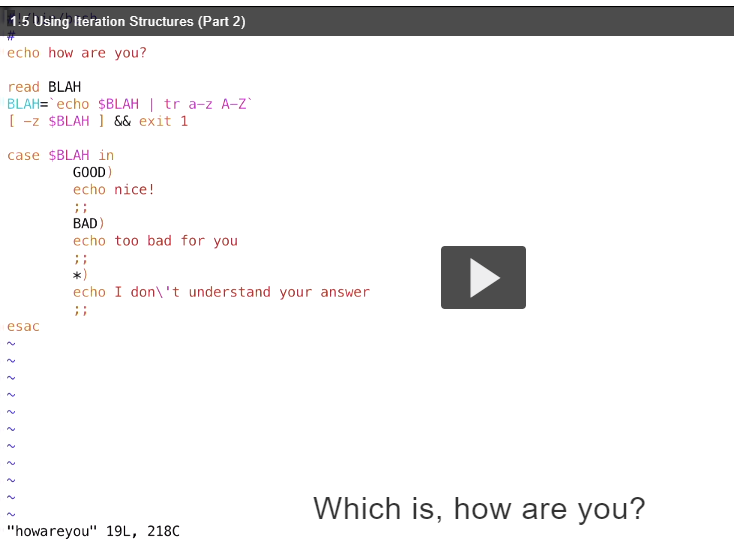 1.5 Using Iteration Structures (Part 2)
#
echo how are you?
read BLAH
BLAH=`echo $BLAH | tr a-z A-Z`
[ -z $BLAH ] && exit 1
case $BLAH in
GOOD)
echo nice!
;;
BAD)
echo too bad for you
;;
*)
echo I don\'t understand your answer
;;
esac
~
~
~
~
~
~
~
~
~
~
~
"howareyou" 19L, 218C
Which is, how are you?